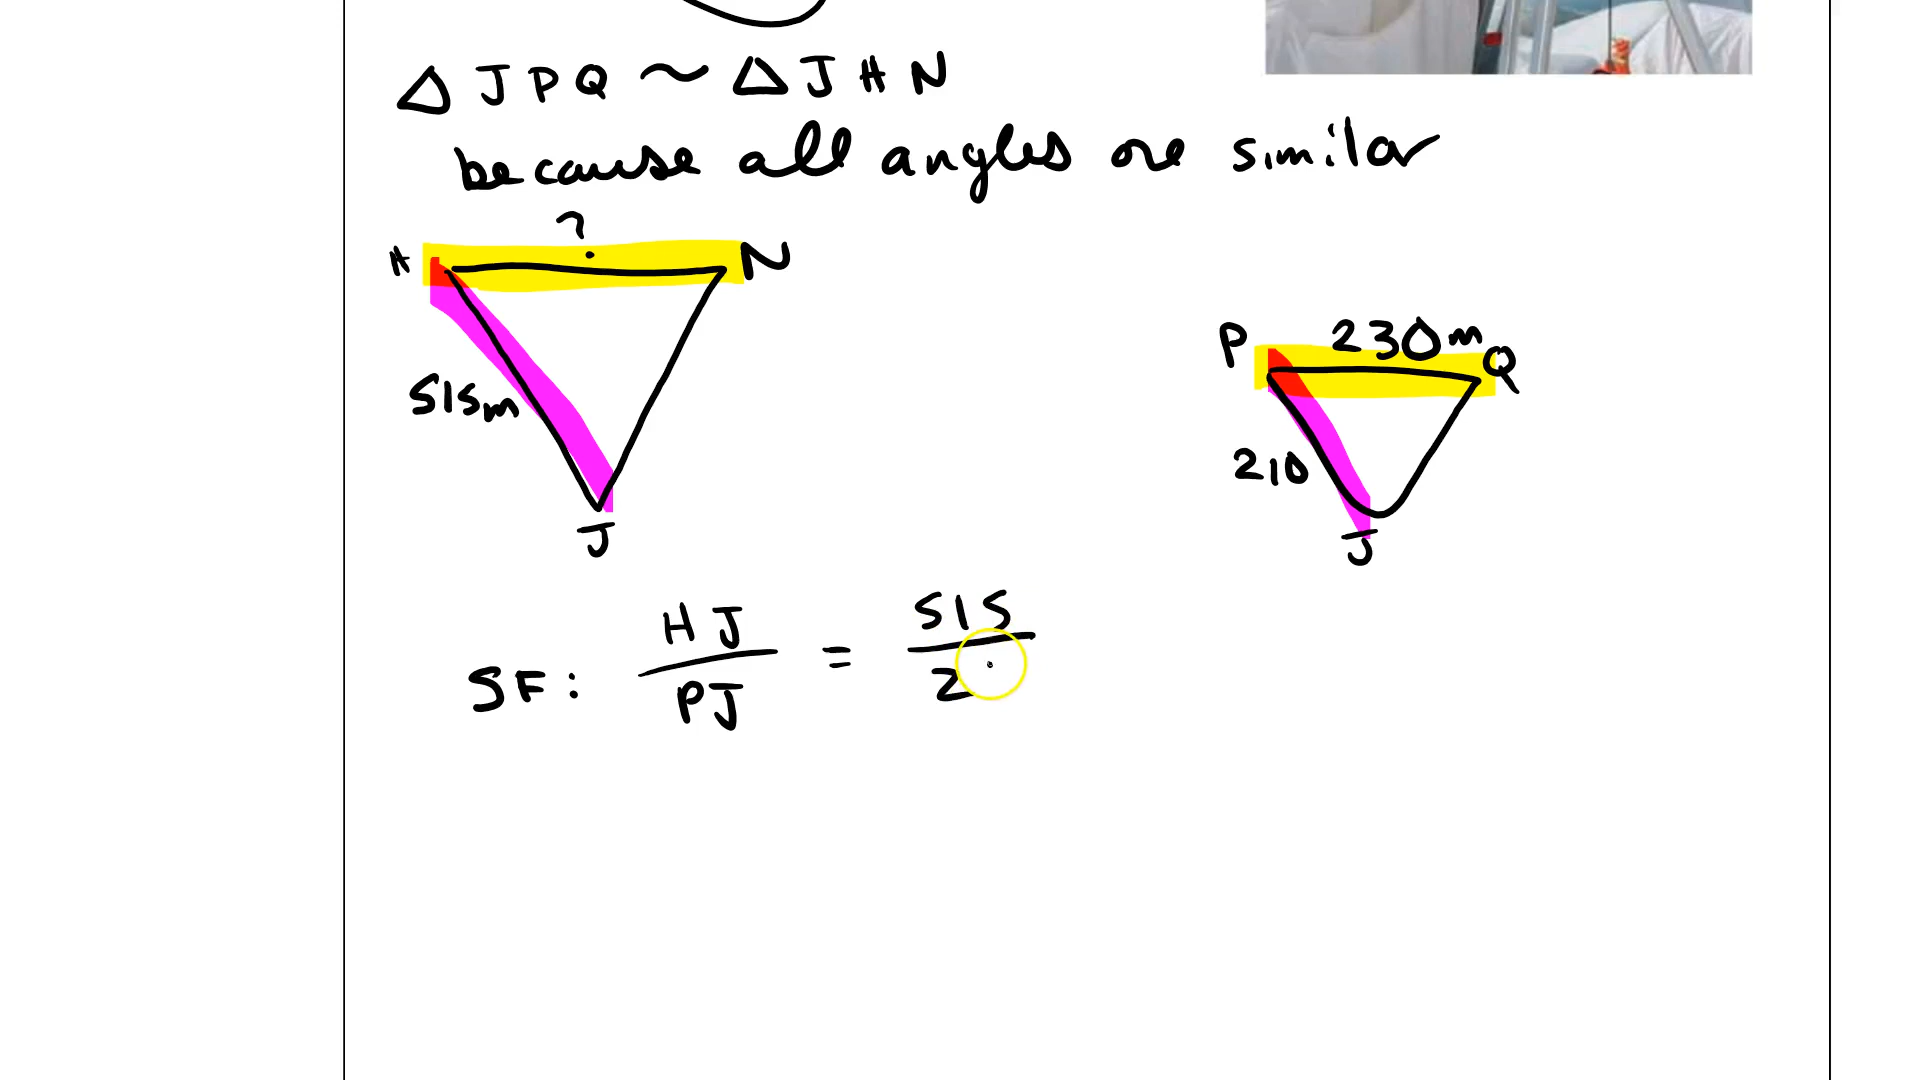 △ JPQ ~ △ JHN
because all angles are similar
?
H N
P 230m Q
515m
210
J
J
SF: HJ/PJ = 515/2